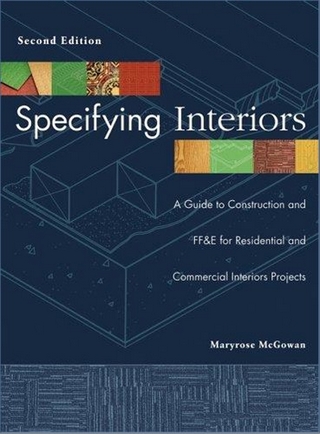 Second Edition
Specifying Interiors
A Guide to Construction and
FF&E for Residential and
Commercial Interiors Projects
Maryrose McGowan